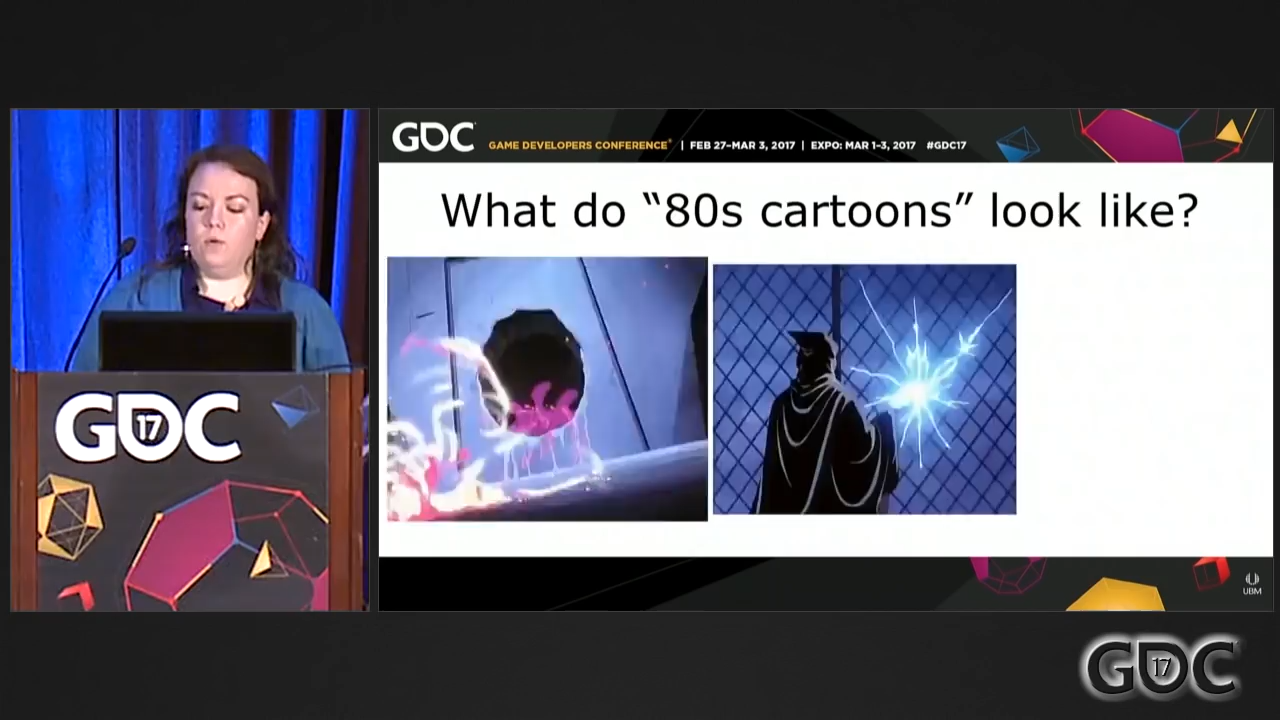 GDC
GAME DEVELOPERS CONFERENCE® | FEB 27–MAR 3, 2017 | EXPO: MAR 1–3, 2017 #GDC17
What do “80s cartoons” look like?
GDC
17
UBM
GDC
17